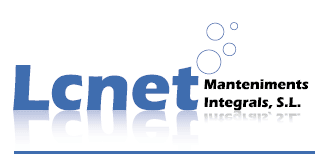 Lcnet
Manteniments
Integrals, S.L.